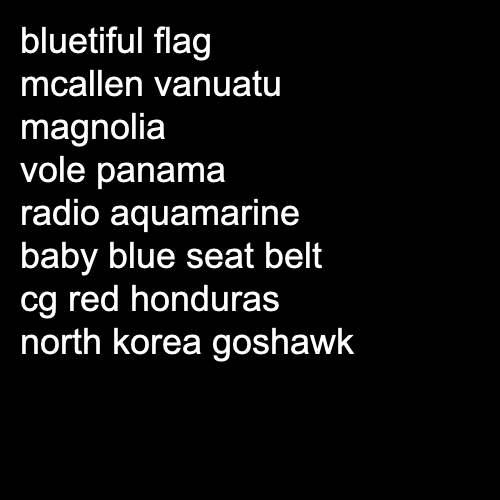 bluetiful flag
mcallen vanuatu
magnolia
vole panama
radio aquamarine
baby blue seat belt
cg red honduras
north korea goshawk